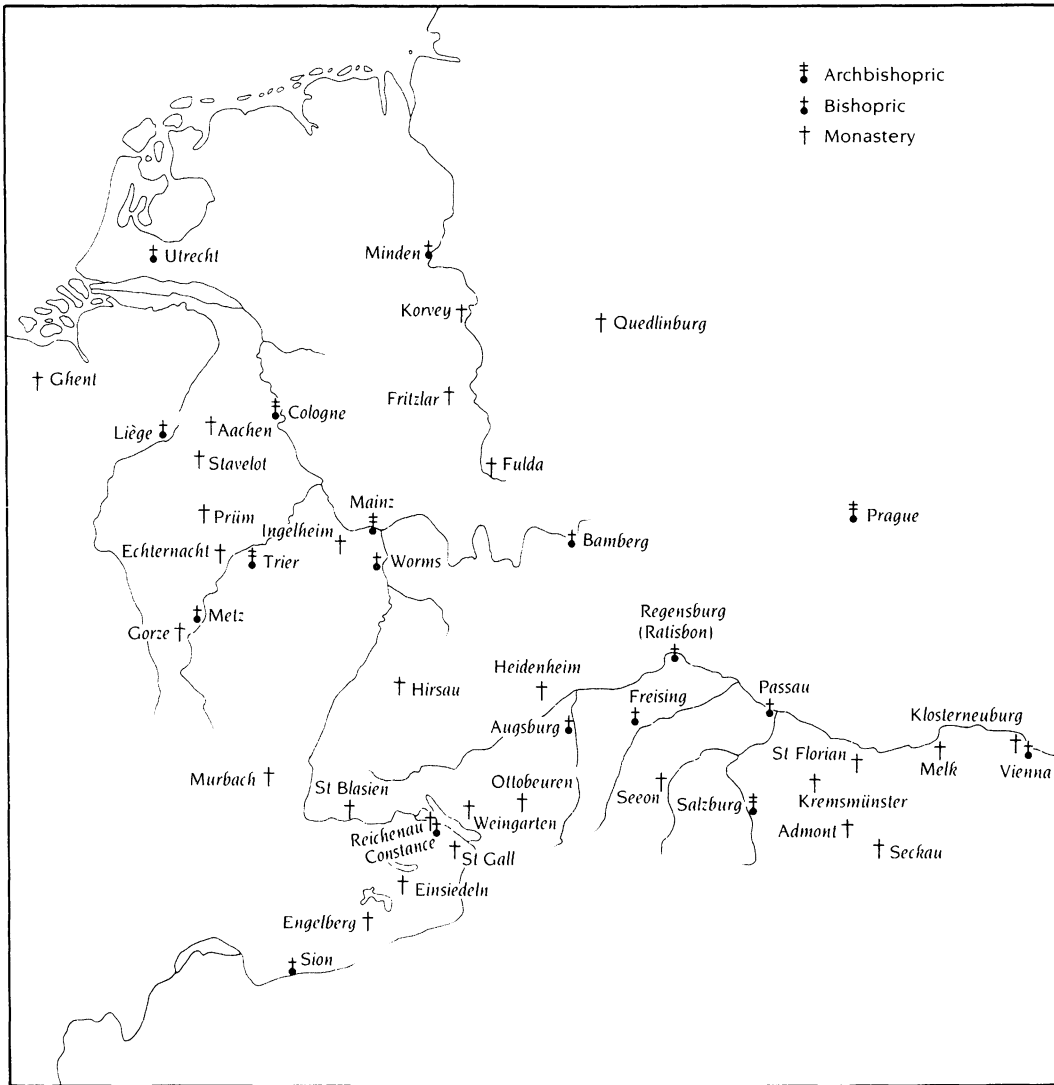 Archbishopric
Bishopric
Monastery
Utrecht
Minden
Korvey
Quedlinburg
Ghent
Fritzlar
Cologne
Liège
Aachen
Stavelot
Fulda
Mainz
Prüm
Ingelheim
Prague
Bamberg
Echternacht
Trier
Worms
Metz
Gorze
Regensburg
(Ratisbon)
Heidenheim
Hirsau
Freising
Passau
Augsburg
Klosterneuburg
St Florian
Melk
Vienna
Murbach
St Blasien
Ottobeuren
Seeon
Salzburg
Kremsmünster
Weingarten
Reichenau
Constance
Admont
St Gall
Seckau
Einsiedeln
Engelberg
Sion